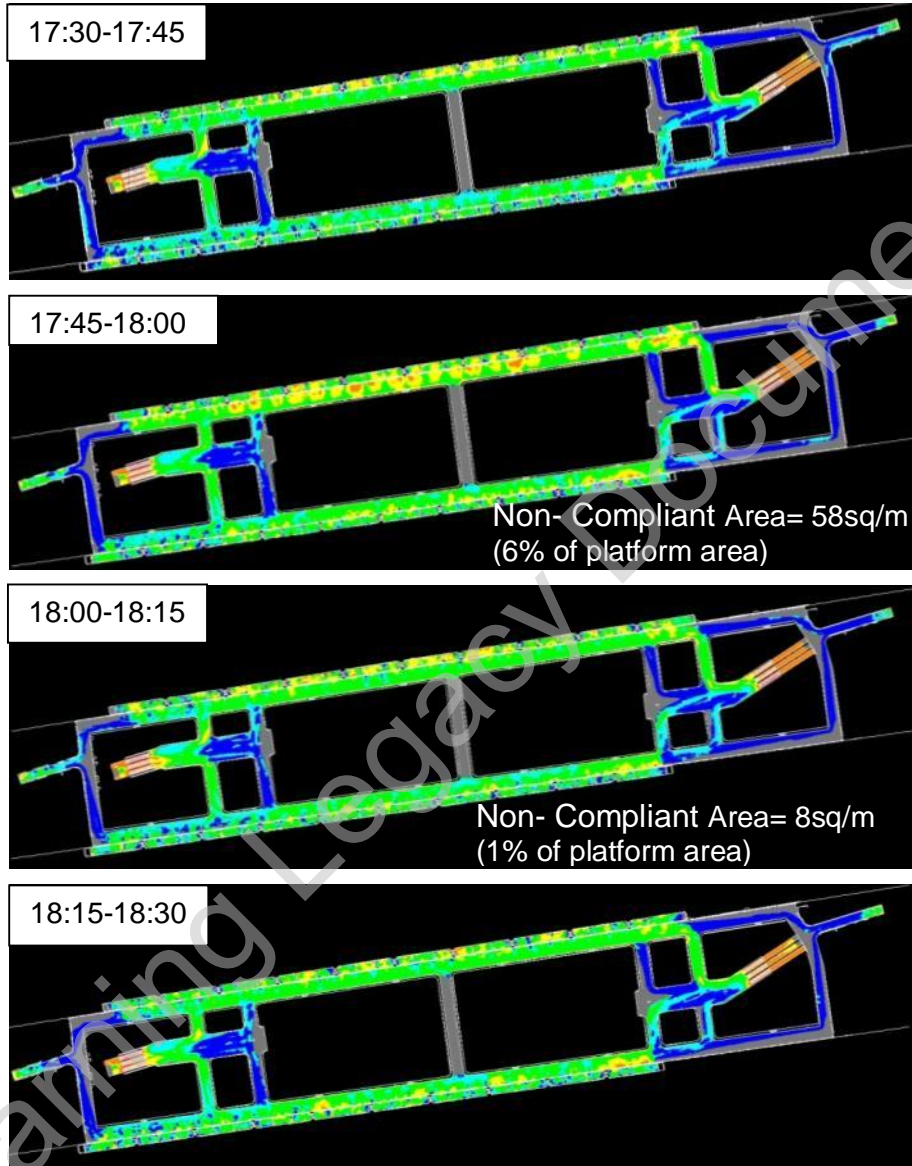 17:30-17:45
17:45-18:00
Non- Compliant Area= 58sq/m
(6% of platform area)
18:00-18:15
Non- Compliant Area= 8sq/m
(1% of platform area)
18:15-18:30
Legacy